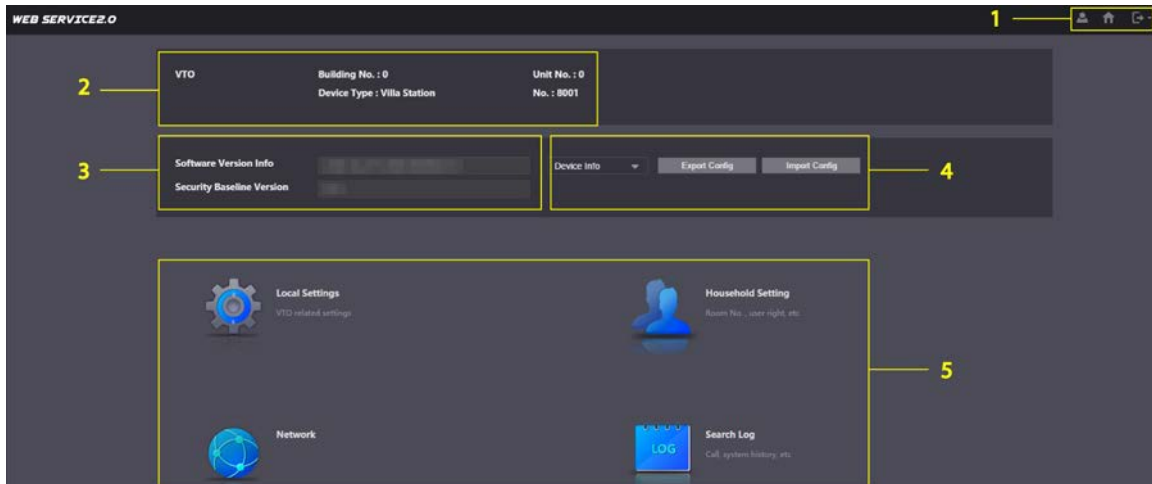 WEB SERVICE2.0
1
2
VTO Building No. : 0 Unit No. : 0
Device Type : Villa Station No. : 8001
3
Software Version Info
Security Baseline Version
Device Info Export Config Import Config
4
Local Settings
VTO related settings
Household Setting
Room No., user right, etc
5
Network
LOG
Search Log
Call, system history, etc